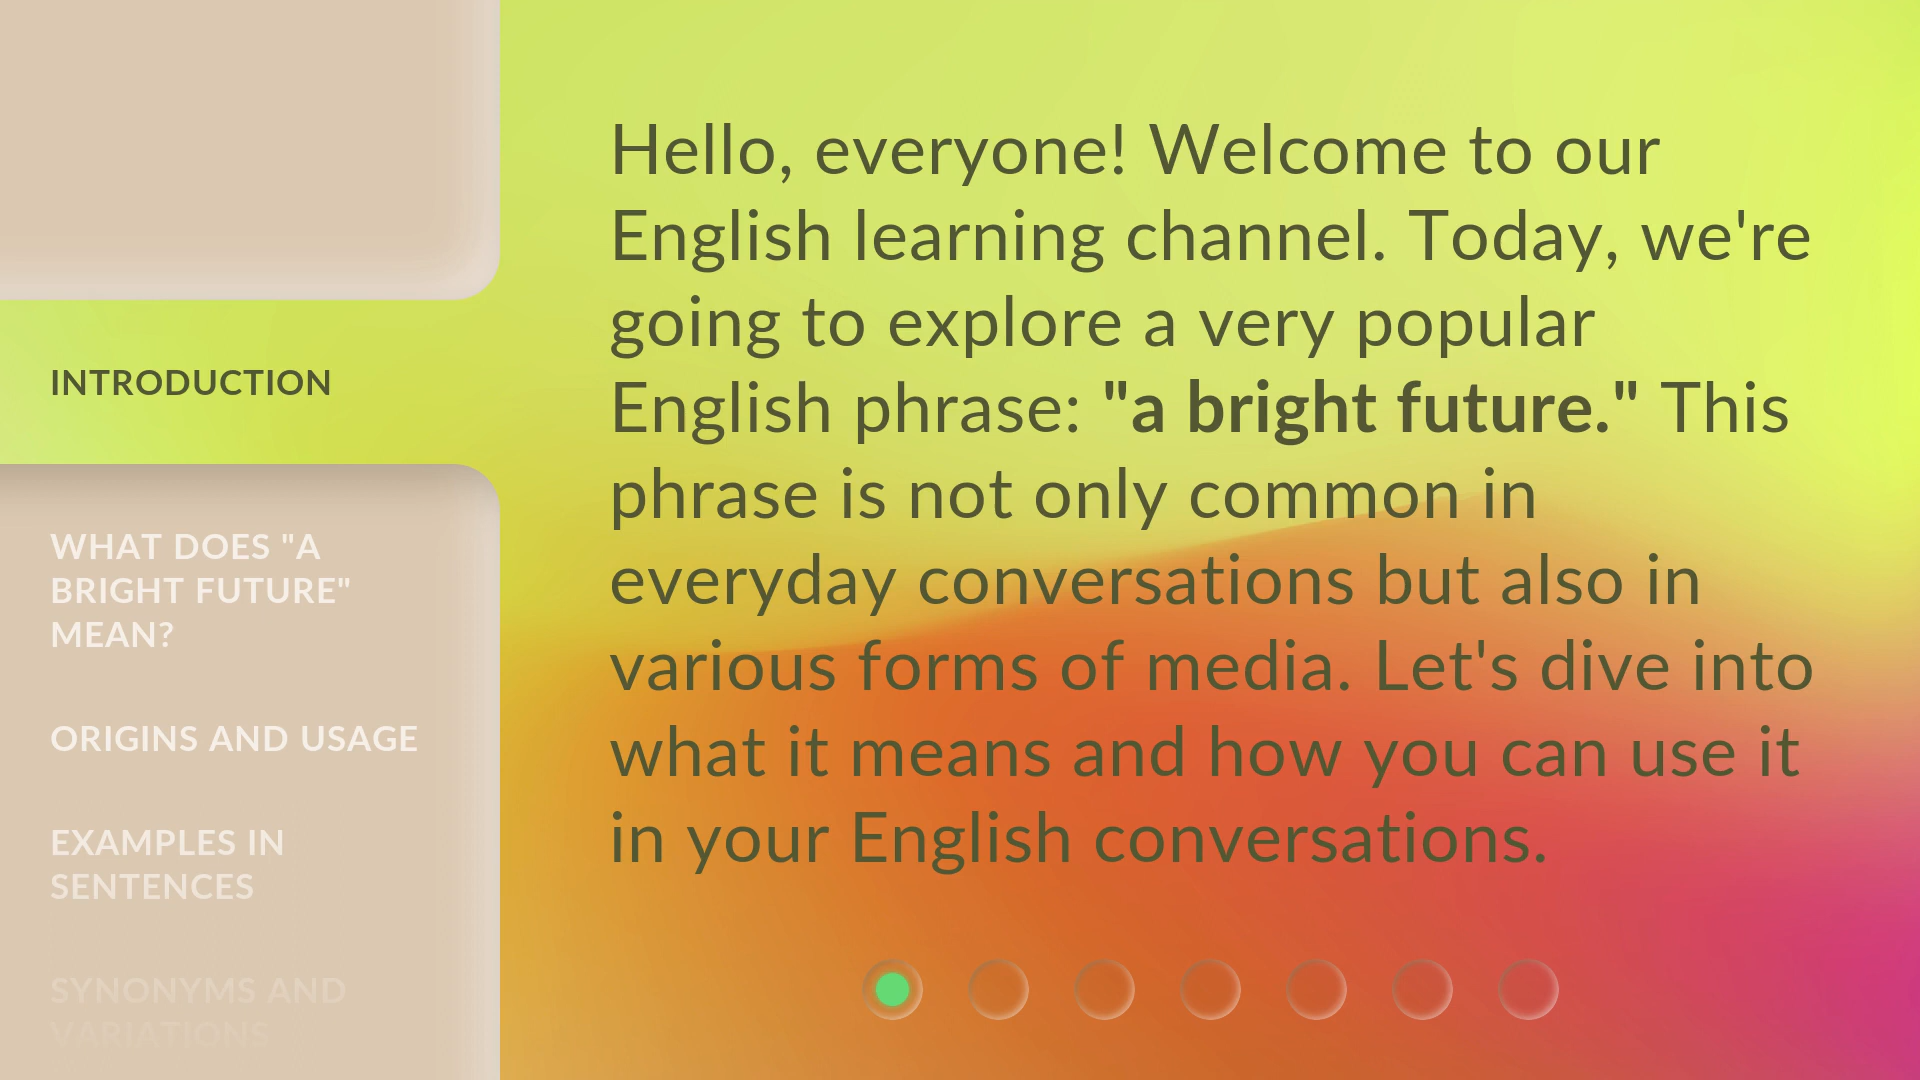 INTRODUCTION
WHAT DOES "A
BRIGHT FUTURE"
MEAN?
ORIGINS AND USAGE
EXAMPLES IN
SENTENCES
SYNONYMS AND
VARIATIONS
Hello, everyone! Welcome to our
English learning channel. Today, we're
going to explore a very popular
English phrase: "a bright future." This
phrase is not only common in
everyday conversations but also in
various forms of media. Let's dive into
what it means and how you can use it
in your English conversations.